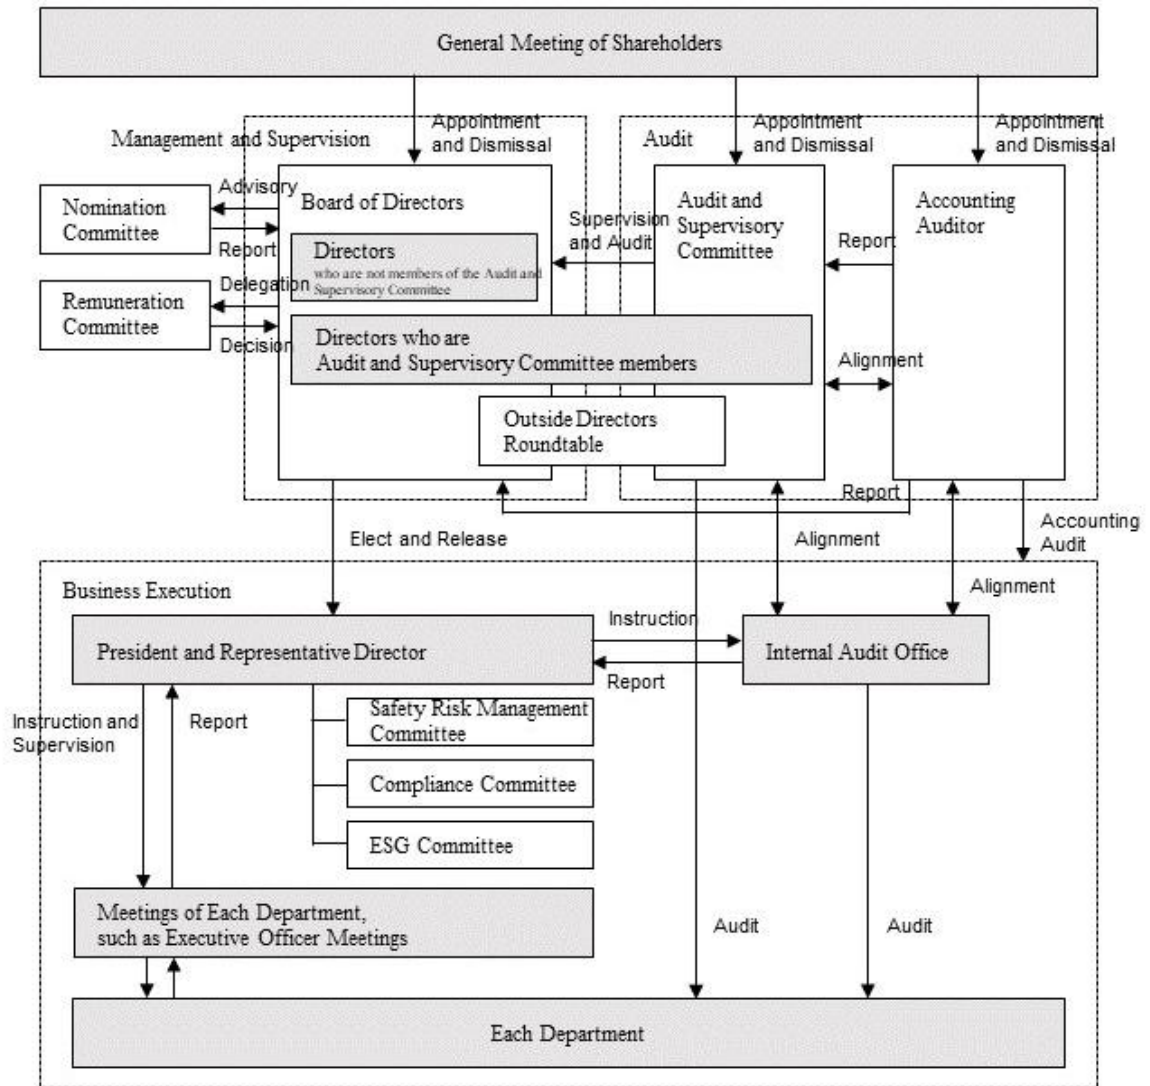 General Meeting of Shareholders
Appointment
and Dismissal
Appointment
and Dismissal
Appointment
and Dismissal
Management and Supervision
Audit
Nomination
Committee
Advisory
Report
Board of Directors
Directors
who are not members of the Audit and
Supervisory Committee
Supervision
and Audit
Audit and
Supervisory
Committee
Report
Accounting
Auditor
Remuneration
Committee
Delegation
Decision
Directors who are
Audit and Supervisory Committee members
Alignment
Outside Directors
Roundtable
Report
Elect and Release
Alignment
Accounting
Audit
Alignment
Business Execution
President and Representative Director
Instruction
Report
Internal Audit Office
Instruction and
Supervision
Report
Safety Risk Management
Committee
Compliance Committee
ESG Committee
Meetings of Each Department,
such as Executive Officer Meetings
Audit
Audit
Each Department